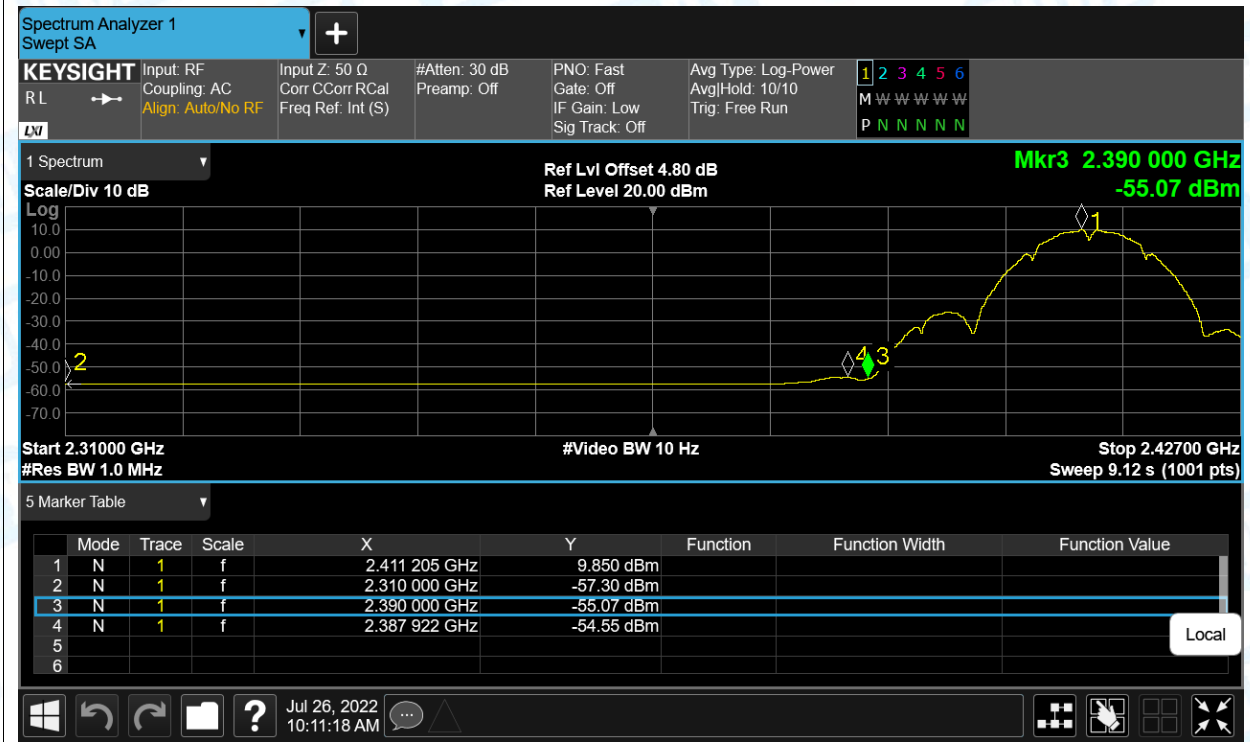 Spectrum Analyzer 1
Swept SA
+
KEYSIGHT Input: RF Input Z: 50 Ω #Atten: 30 dB PNO: Fast Avg Type: Log-Power 1 2 3 4 5 6
R L Coupling: AC Corr CCorr RCal Preamp: Off Gate: Off Avg|Hold: 10/10 M W W W W W
Align: Auto/No RF Freq Ref: Int (S) IF Gain: Low Trig: Free Run
LXI Sig Track: Off P N N N N N
1 Spectrum
Ref Lvl Offset 4.80 dB Mkr3 2.390 000 GHz
Scale/Div 10 dB Ref Level 20.00 dBm -55.07 dBm
Log
1
10.0
0.00
-10.0
-20.0
-30.0
-40.0
2 4 3
-50.0
-60.0
-70.0
Start 2.31000 GHz #Video BW 10 Hz Stop 2.42700 GHz
#Res BW 1.0 MHz Sweep 9.12 s (1001 pts)
5 Marker Table
Mode Trace Scale X Y Function Function Width Function Value
1 N 1 f 2.411 205 GHz 9.850 dBm
2 N 1 f 2.310 000 GHz -57.30 dBm
3 N 1 f 2.390 000 GHz -55.07 dBm
4 N 1 f 2.387 922 GHz -54.55 dBm
5
6
Local
? Jul 26, 2022
10:11:18 AM